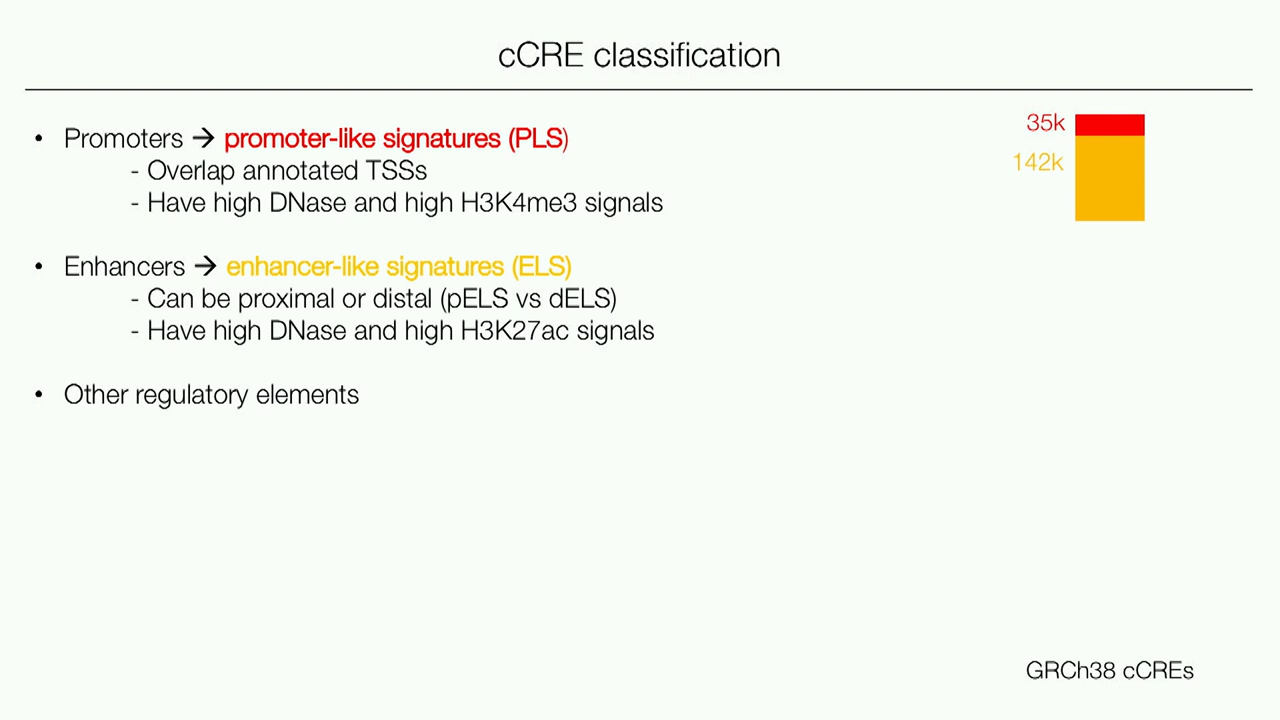 cCRE classification
• Promoters → promoter-like signatures (PLS)
- Overlap annotated TSSs
- Have high DNase and high H3K4me3 signals
• Enhancers → enhancer-like signatures (ELS)
- Can be proximal or distal (pELS vs dELS)
- Have high DNase and high H3K27ac signals
• Other regulatory elements
35k
142k
GRCh38 cCREs